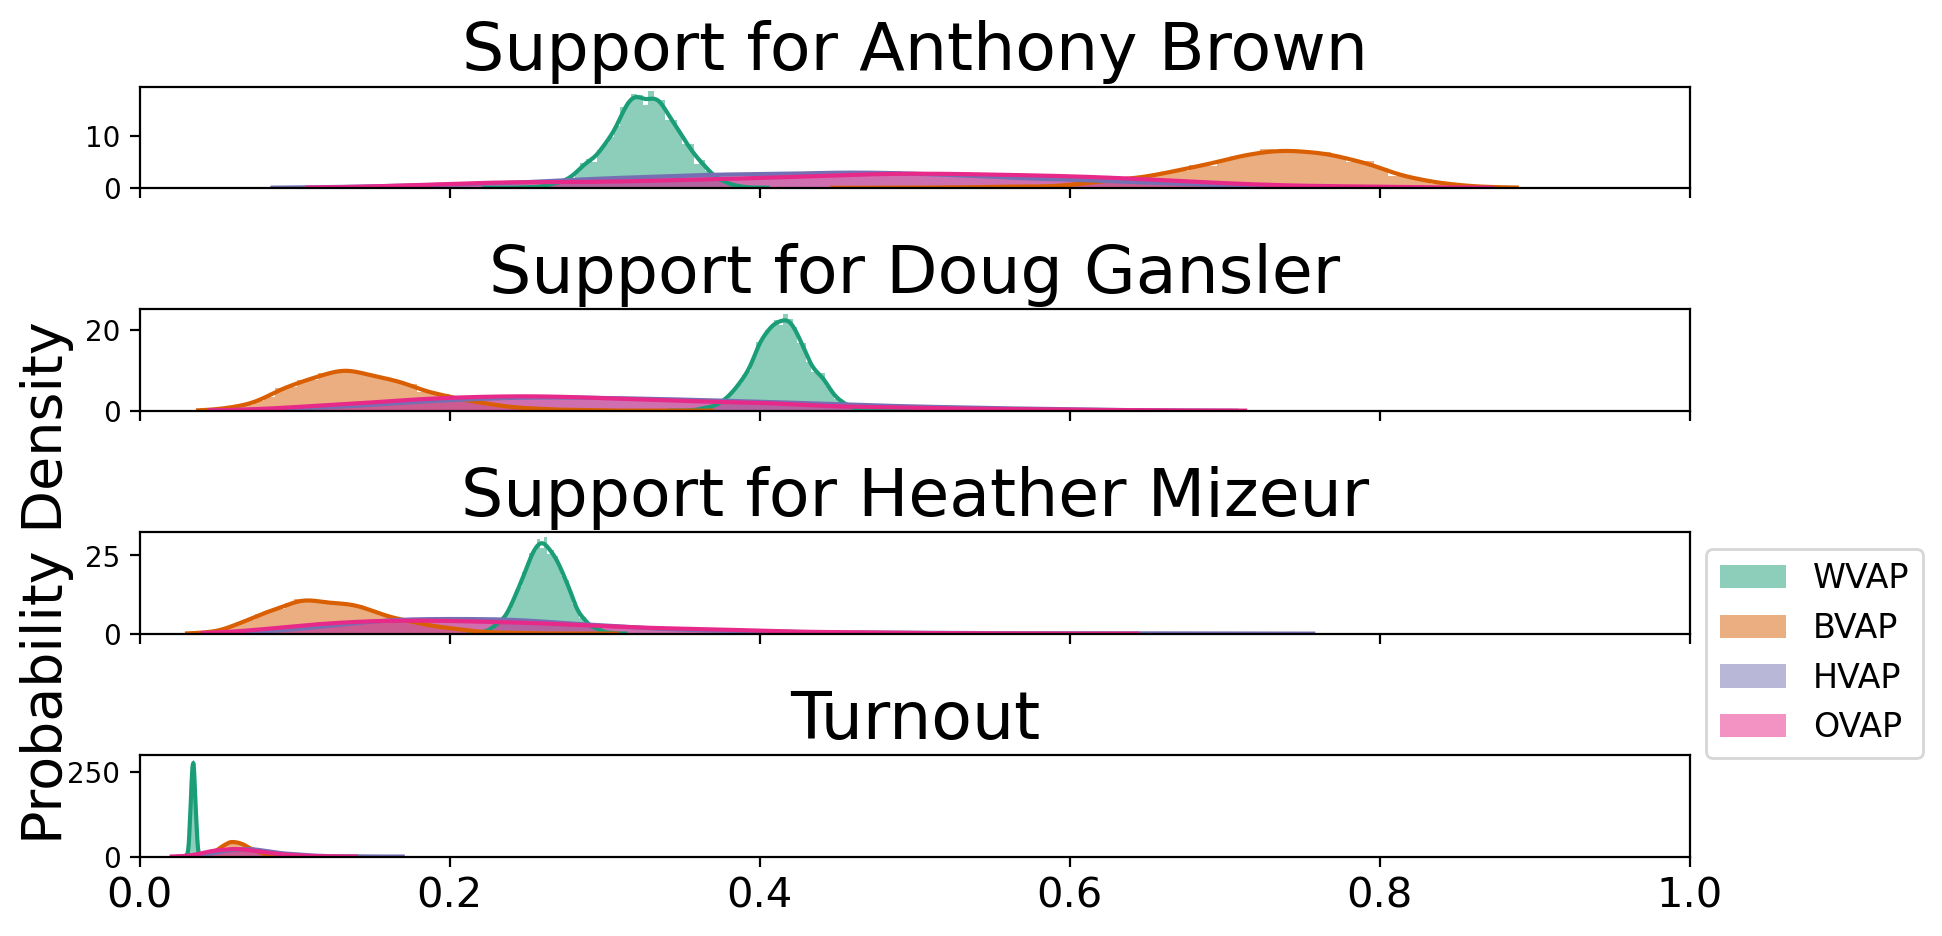 Support for Anthony Brown
10
0
Support for Doug Gansler
20
0
Support for Heather Mizeur
25
0
Turnout
250
0
0.0 0.2 0.4 0.6 0.8 1.0
Probability Density
WVAP
BVAP
HVAP
OVAP